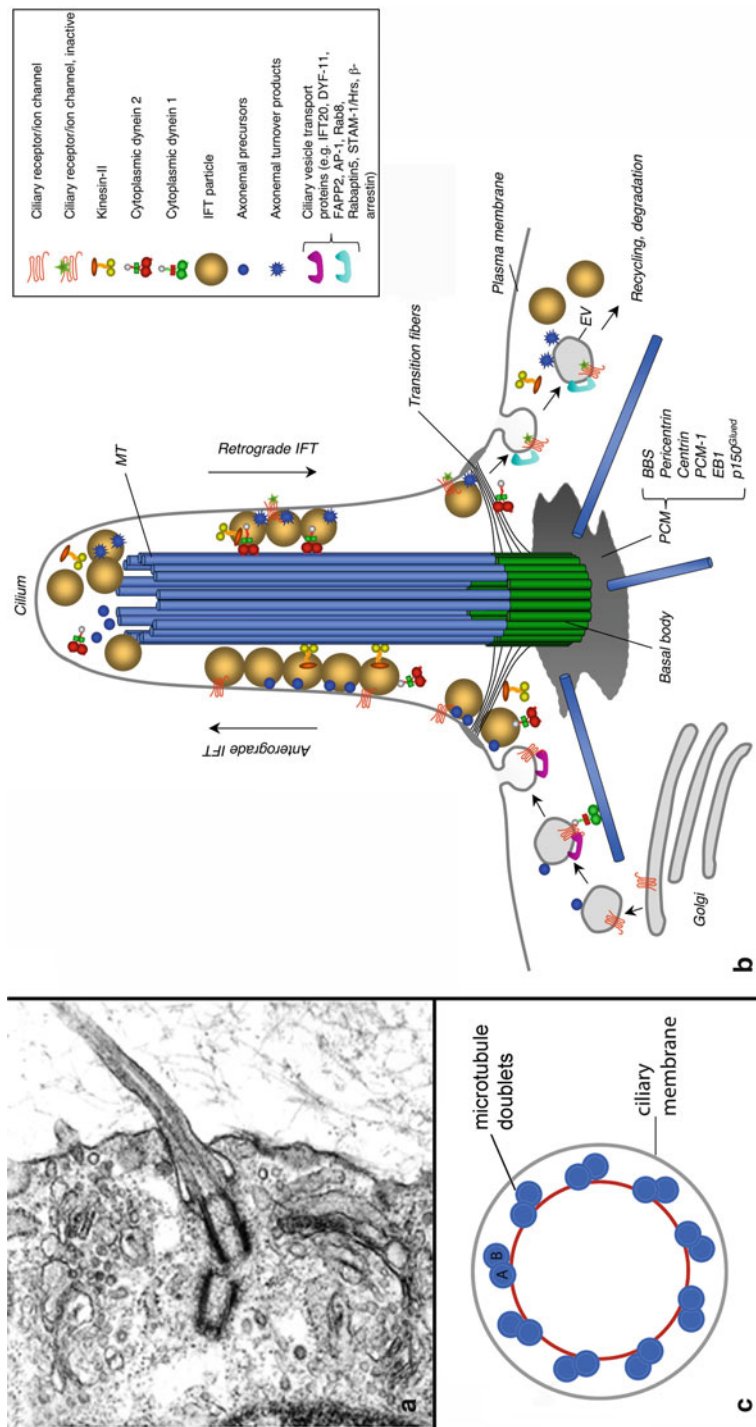 a
b
c
Cilium
MT
Anterograde IFT
Retrograde IFT
Transition fibers
Plasma membrane
EV
Recycling, degradation
Golgi
Basal body
PCM
BBS
Pericentrin
Centrin
PCM-1
EB1
p150Glued
Ciliary receptor/ion channel
Ciliary receptor/ion channel, inactive
Kinesin-II
Cytoplasmic dynein 2
Cytoplasmic dynein 1
IFT particle
Axonemal precursors
Axonemal turnover products
Ciliary vesicle transport
proteins (e.g. IFT20, DYF-11,
FAPP2, AP-1, Rab8,
Rabaptin5, STAM-1/Hrs, β-
arrestin)
A
B
microtubule
doublets
ciliary
membrane